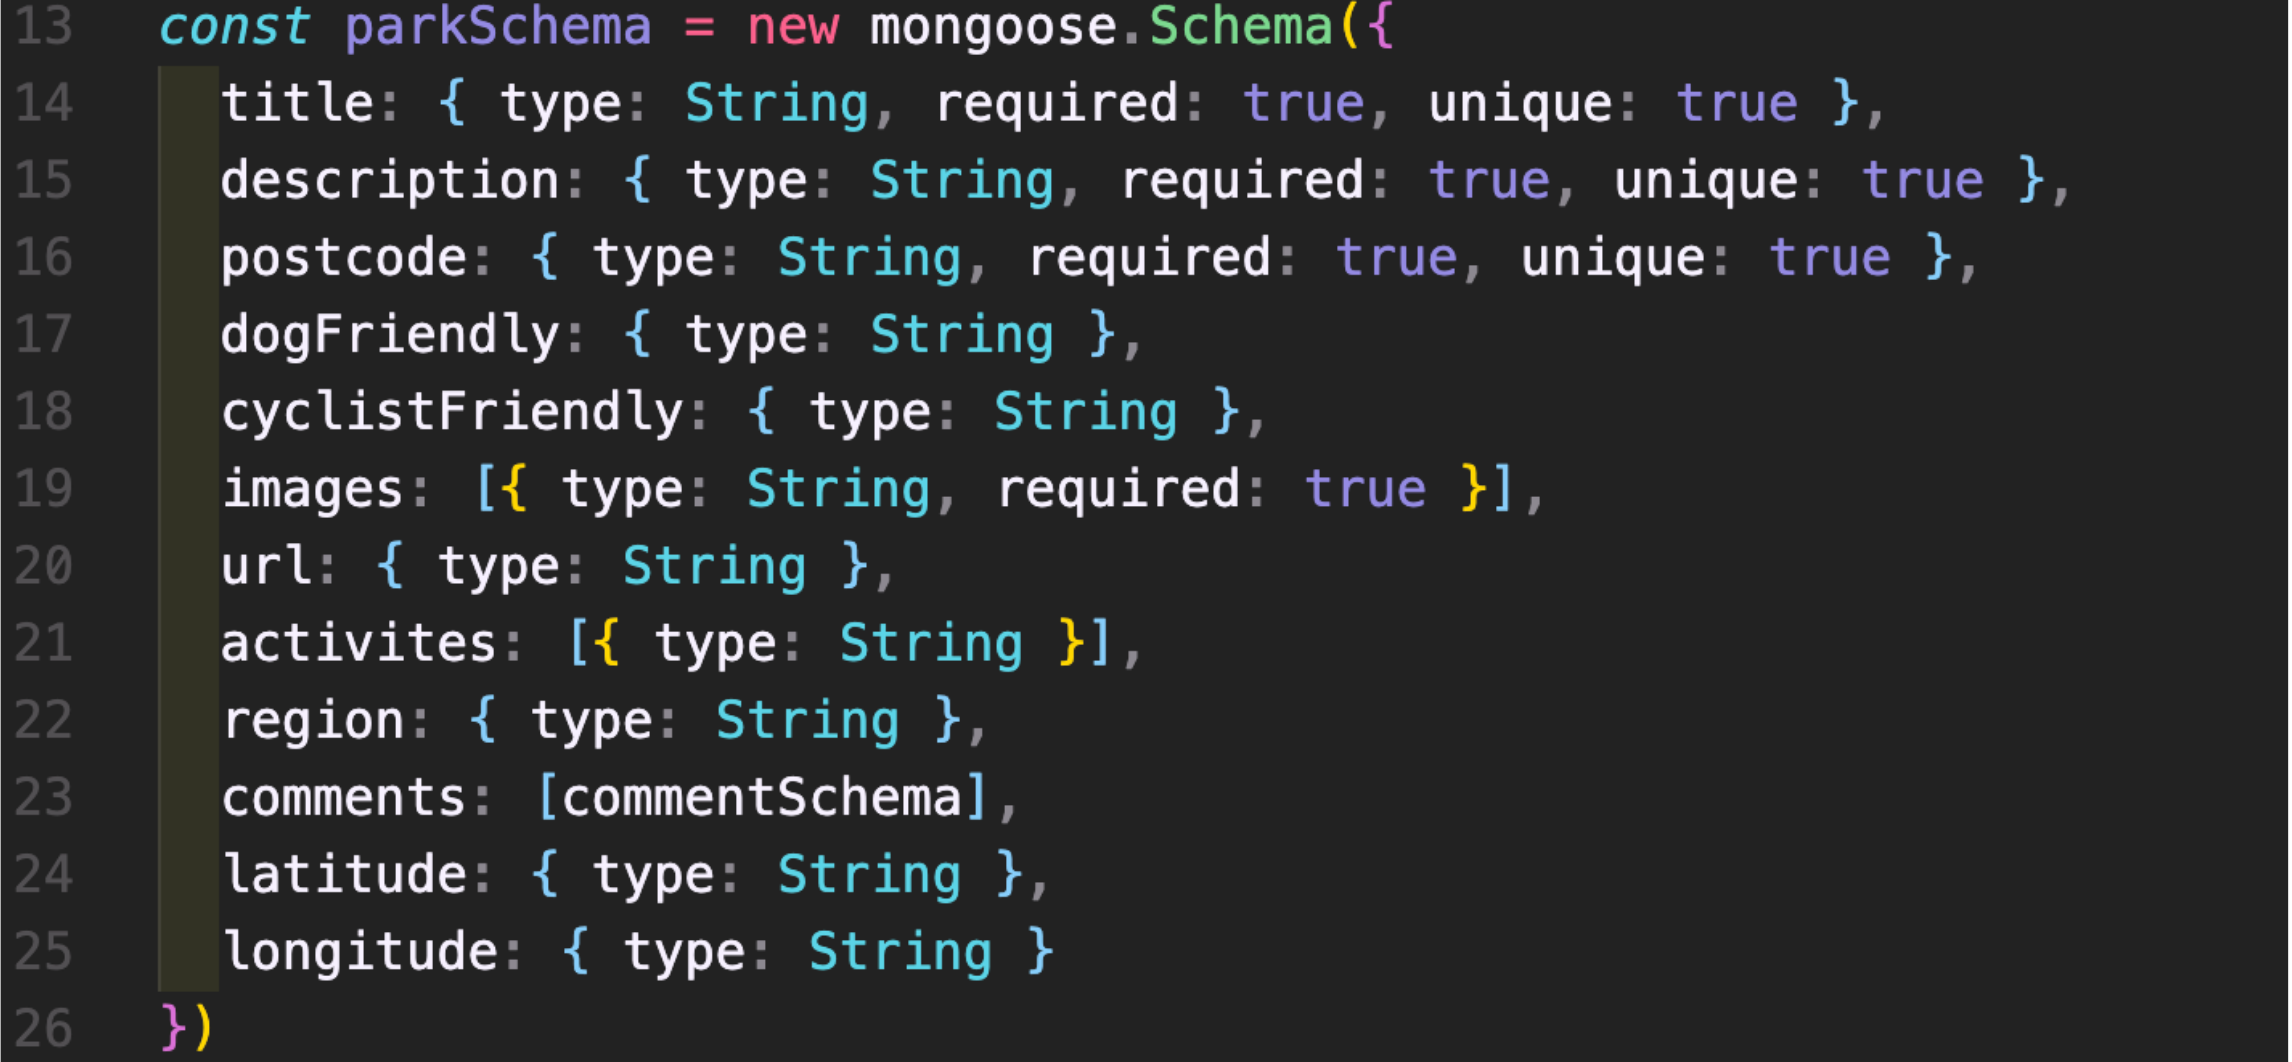 13 const parkSchema = new mongoose.Schema({
14 title: { type: String, required: true, unique: true },
15 description: { type: String, required: true, unique: true },
16 postcode: { type: String, required: true, unique: true },
17 dogFriendly: { type: String },
18 cyclistFriendly: { type: String },
19 images: [{ type: String, required: true }],
20 url: { type: String },
21 activites: [{ type: String }],
22 region: { type: String },
23 comments: [commentSchema],
24 latitude: { type: String },
25 longitude: { type: String }
26 })